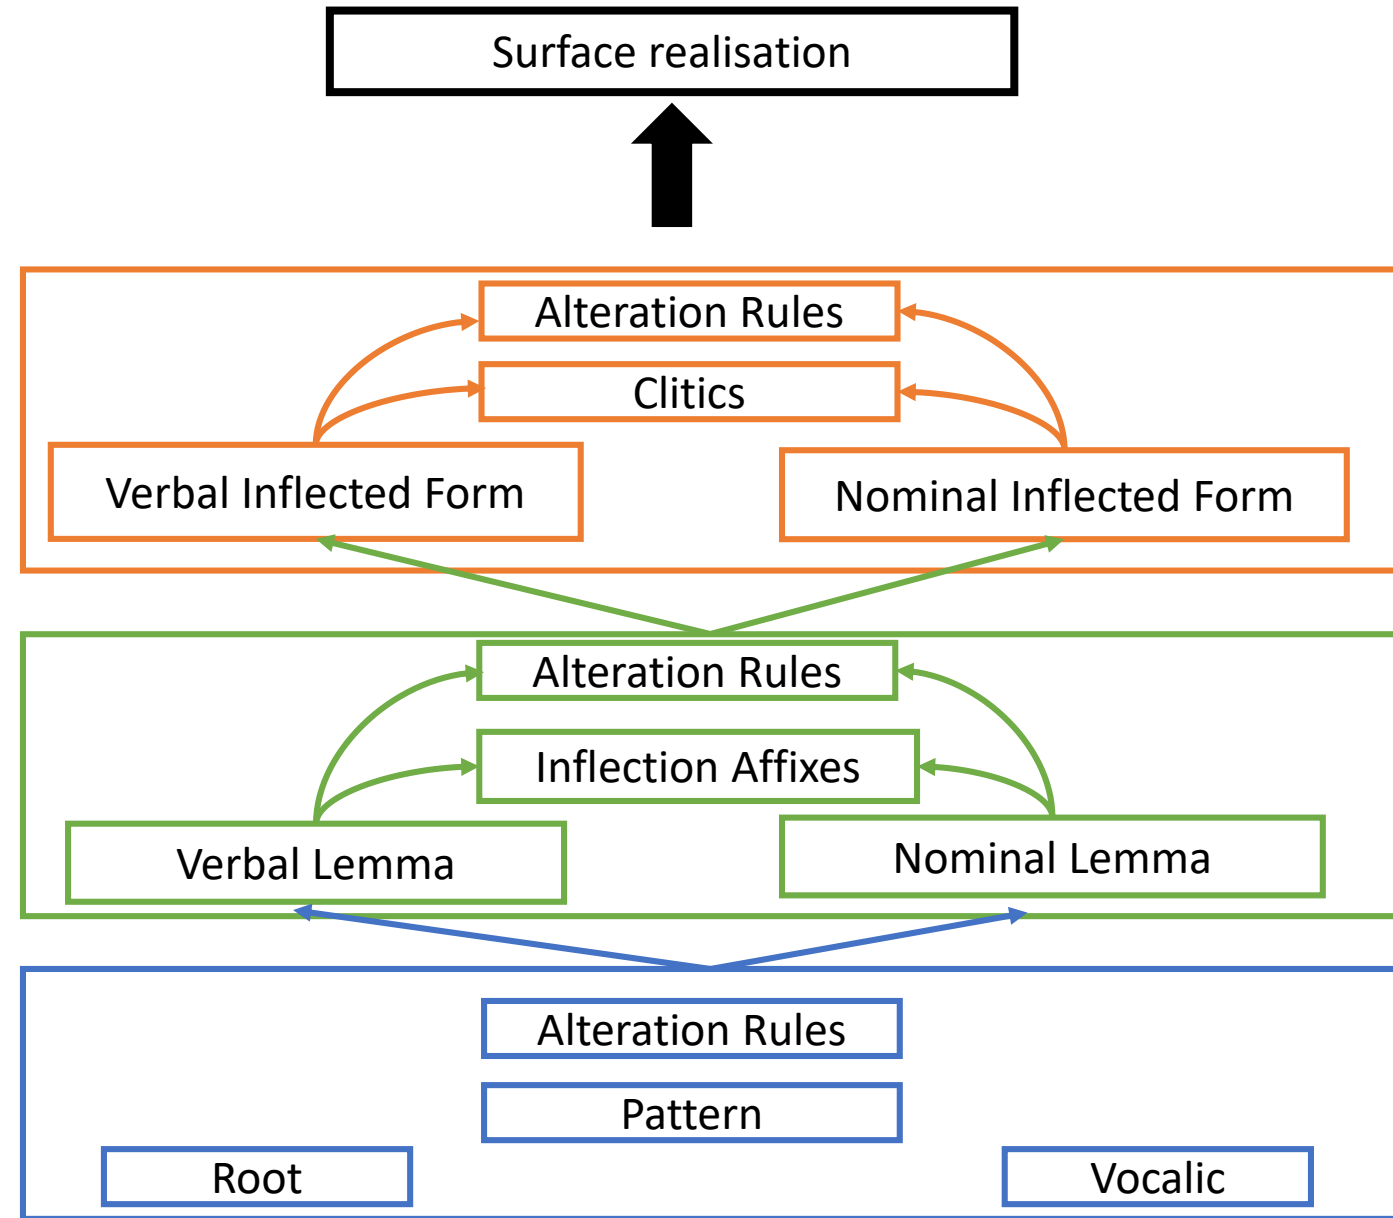 Surface realisation
Alteration Rules
Clitics
Verbal Inflected Form
Nominal Inflected Form
Alteration Rules
Inflection Affixes
Verbal Lemma
Nominal Lemma
Alteration Rules
Pattern
Root
Vocalic